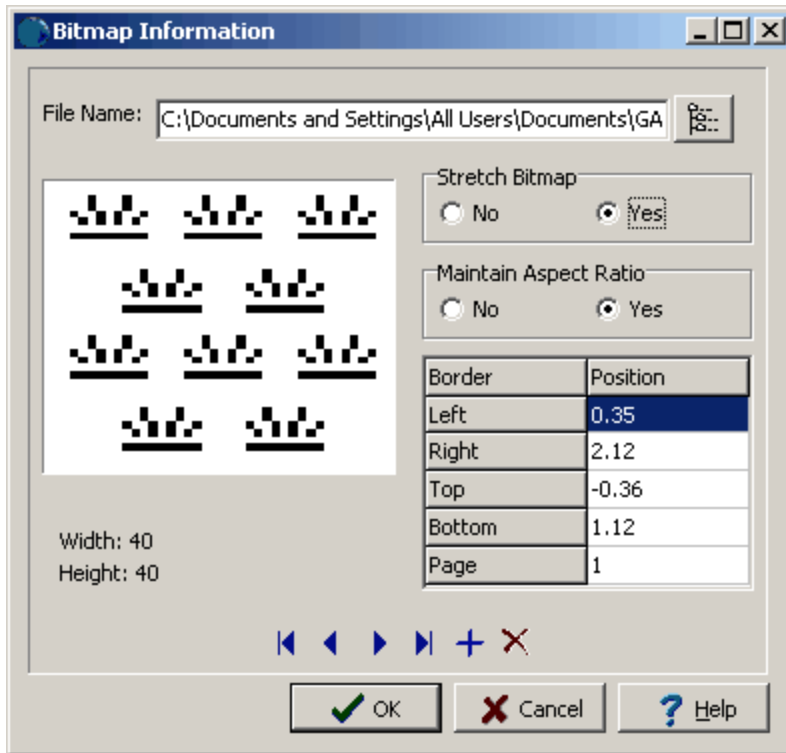 Bitmap Information
File Name: C:\Documents and Settings\All Users\Documents\GA
Stretch Bitmap
No Yes
Maintain Aspect Ratio
No Yes
Border Position
Left 0.35
Right 2.12
Top -0.36
Bottom 1.12
Page 1
Width: 40
Height: 40
OK Cancel Help